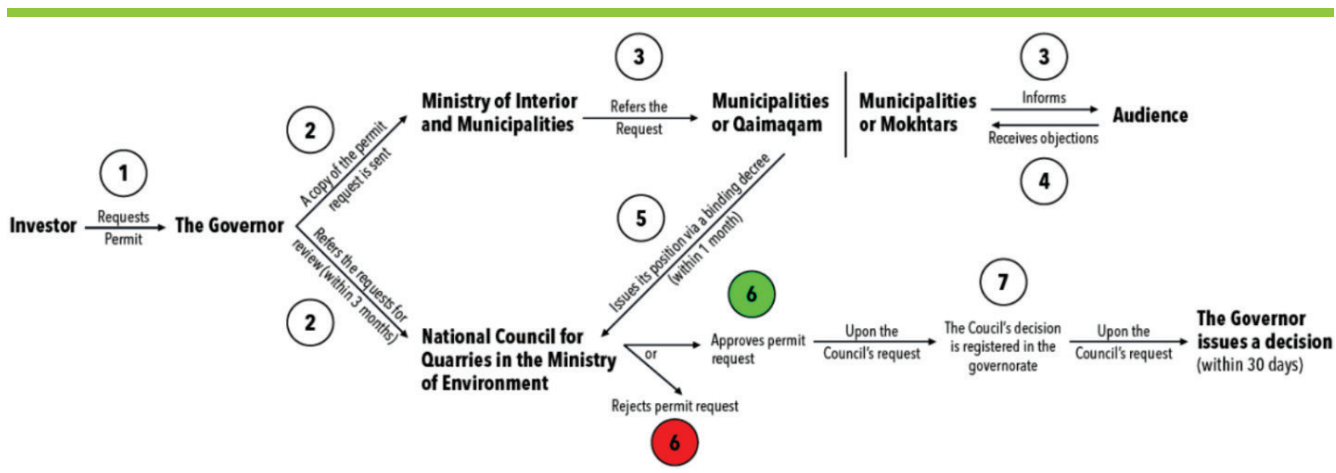 1
Investor
Requests
Permit
The Governor
2
A copy of the permit
request is sent
2
Refers the requests for
review (within 3 months)
Ministry of Interior
and Municipalities
3
Refers the
Request
Municipalities
or Qaimaqam
Municipalities
or Mokhtars
3
Informs
Receives objections
4
Audience
5
Issues its position via a binding decree
(within 1 month)
National Council for
Quarries in the Ministry
of Environment
or
6
Approves permit
request
Rejects permit request
6
Upon the
Council's request
7
The Coucil's decision
is registered in the
governorate
Upon the
Council's request
The Governor
issues a decision
(within 30 days)